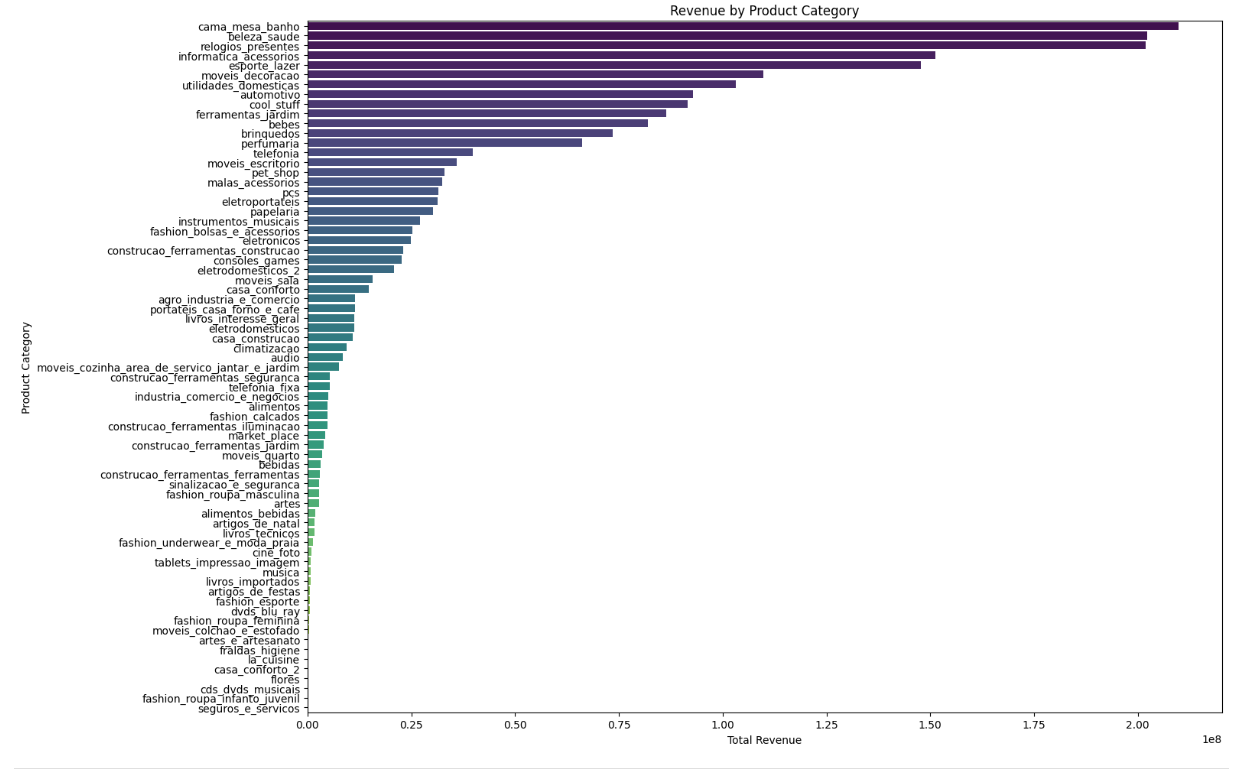 Revenue by Product Category
cama_mesa_banho
beleza_saude
relogios_presentes
informatica_acessorios
esporte_lazer
moveis_decoracao
utilidades_domesticas
automotivo
cool_stuff
ferramentas_jardim
bebes
brinquedos
perfumaria
telefonia
moveis_escritorio
pet_shop
malas_acessorios
pcs
eletroportateis
papelaria
instrumentos_musicais
fashion_bolsas_e_acessorios
eletronicos
construcao_ferramentas_construcao
consoles_games
eletrodomesticos_2
moveis_sala
casa_conforto
agro_industria_e_comercio
portateis_casa_forno_e_cafe
livros_interesse_geral
eletrodomesticos
casa_construcao
climatizacao
audio
moveis_cozinha_area_de_servico_jantar_e_jardim
construcao_ferramentas_seguranca
telefonia_fixa
industria_comercio_e_negocios
alimentos
fashion_calcados
construcao_ferramentas_iluminacao
market_place
construcao_ferramentas_jardim
moveis_quarto
bebidas
construcao_ferramentas_ferramentas
sinalizacao_e_seguranca
fashion_roupa_masculina
artes
alimentos_bebidas
artigos_de_natal
livros_tecnicos
fashion_underwear_e_moda_praia
cine_foto
tablets_impressao_imagem
musica
livros_importados
artigos_de_festas
fashion_esporte
dvds_blu_ray
fashion_roupa_feminina
moveis_colchao_e_estofado
artes_e_artesanato
fraldas_higiene
la_cuisine
casa_conforto_2
flores
cds_dvds_musicais
fashion_roupa_infanto_juvenil
seguros_e_servicos
Product Category
0.00 0.25 0.50 0.75 1.00 1.25 1.50 1.75 2.00
1e8
Total Revenue